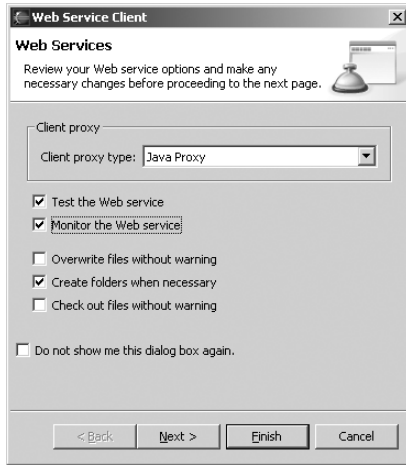 Web Service Client
Web Services
Review your Web service options and make any
necessary changes before proceeding to the next page.
Client proxy
Client proxy type: Java Proxy
Test the Web service
Monitor the Web service
Overwrite files without warning
Create folders when necessary
Check out files without warning
Do not show me this dialog box again.
< Back Next > Finish Cancel